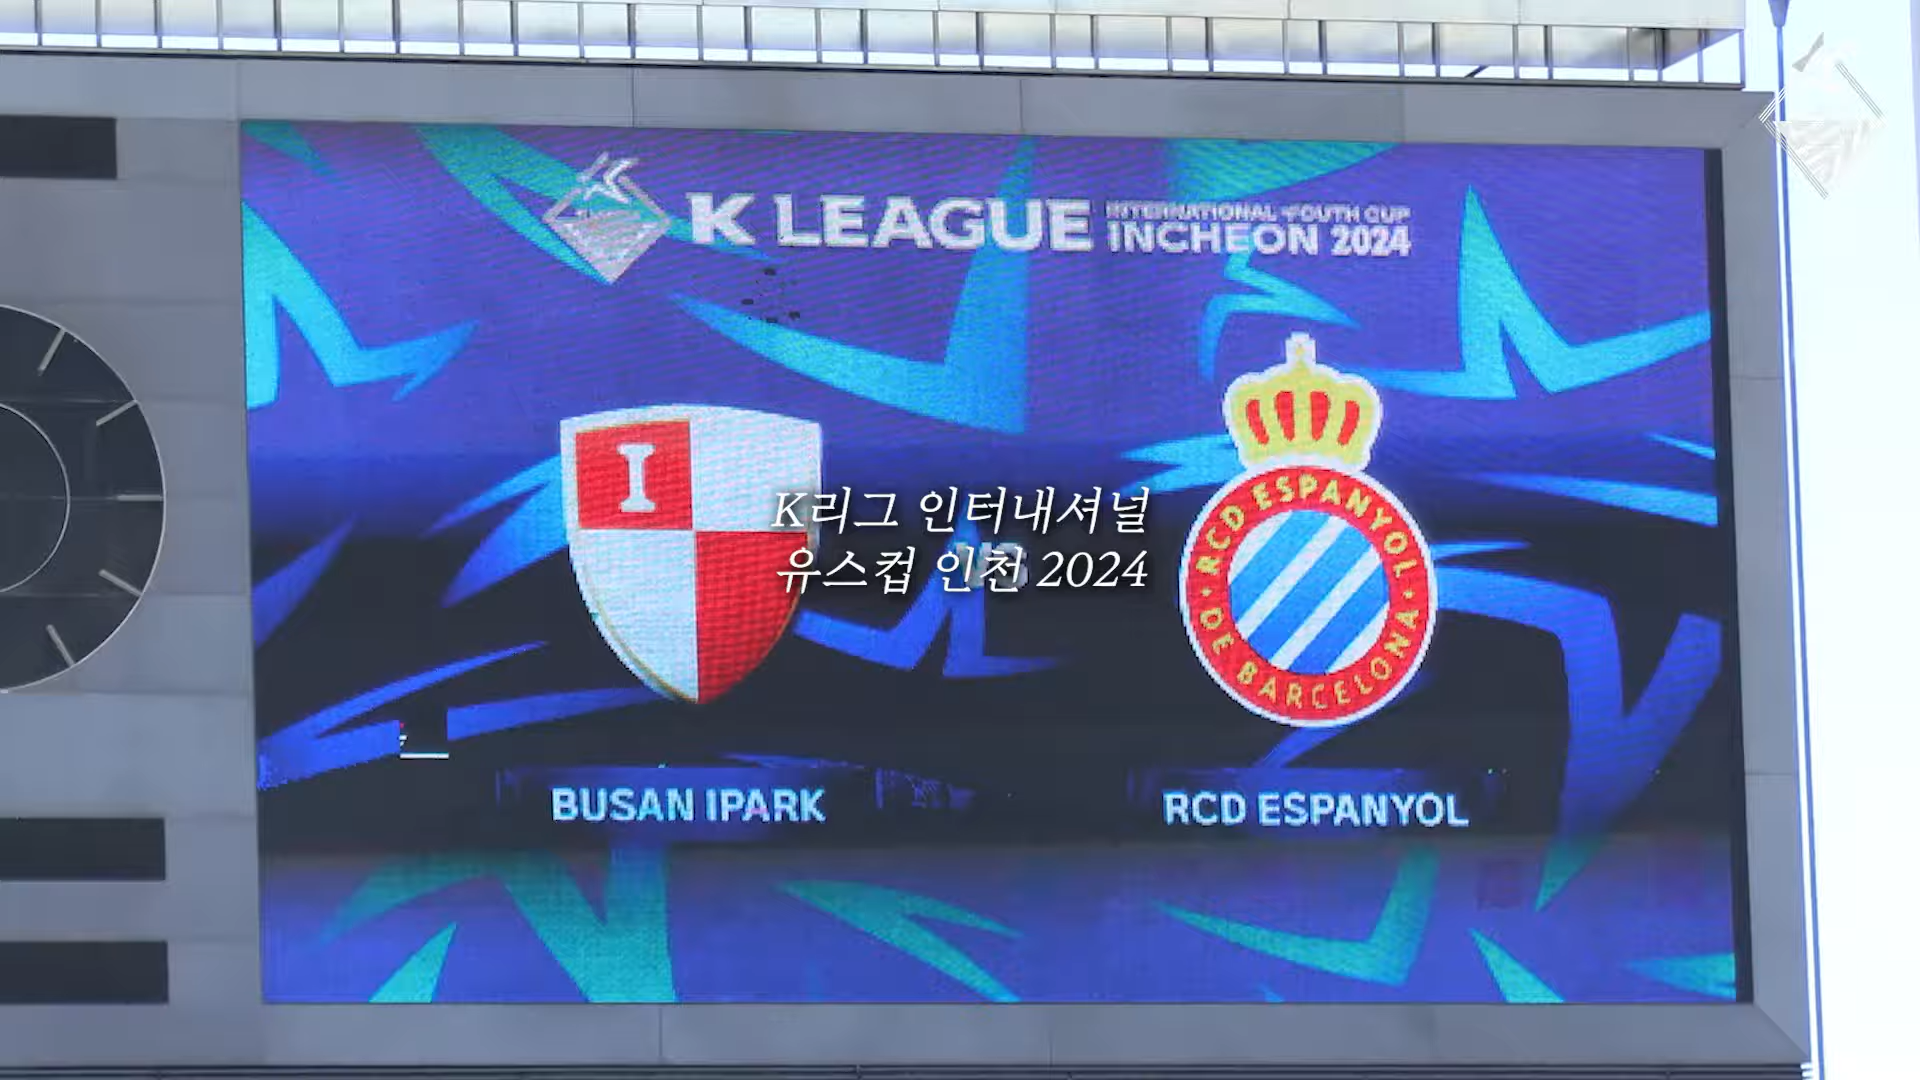 K LEAGUE
INTERNATIONAL YOUTH CUP
INCHEON 2024
I
RCD ESPANYOL
DE BARCELONA
K리그 인터내셔널
유스컵 인천 2024
VS
BUSAN IPARK
RCD ESPANYOL